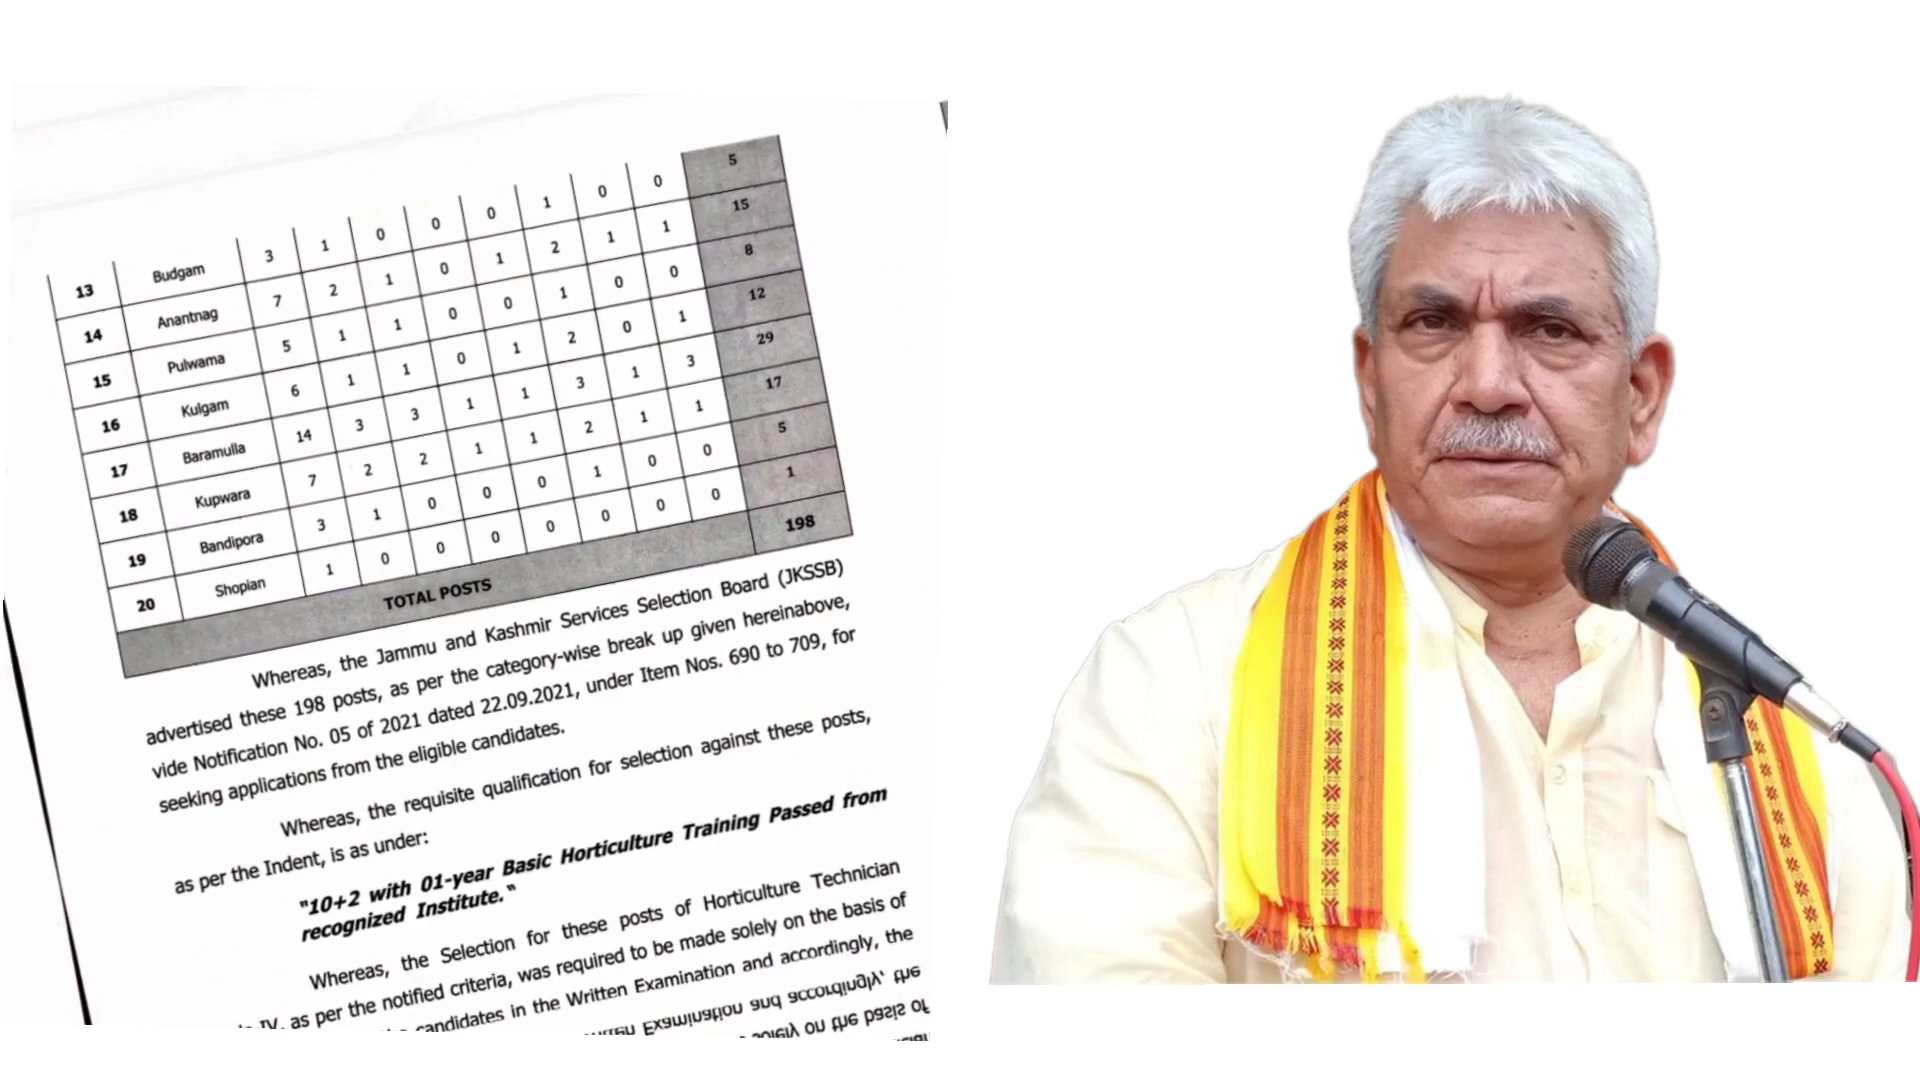 13 Budgam 3 1 0 0 0 1 0 0 5
14 Anantnag 7 2 1 0 1 2 1 1 15
15 Pulwama 5 1 1 0 0 1 0 0 8
16 Kulgam 6 1 1 0 1 2 0 1 12
17 Baramulla 14 3 3 1 1 3 1 3 29
18 Kupwara 7 2 2 1 1 2 1 1 17
19 Bandipora 3 1 0 0 0 1 0 0 5
20 Shopian 1 0 0 0 0 0 0 0 1
TOTAL POSTS 198
Whereas, the Jammu and Kashmir Services Selection Board (JKSSB)
advertised these 198 posts, as per the category-wise break up given hereinabove,
vide Notification No. 05 of 2021 dated 22.09.2021, under Item Nos. 690 to 709, for
seeking applications from the eligible candidates.
Whereas, the requisite qualification for selection against these posts,
as per the Indent, is as under:
"10+2 with 01-year Basic Horticulture Training Passed from
recognized Institute."
Whereas, the Selection for these posts of Horticulture Technician
IV, as per the notified criteria, was required to be made solely on the basis of
candidates in the Written Examination and accordingly, the